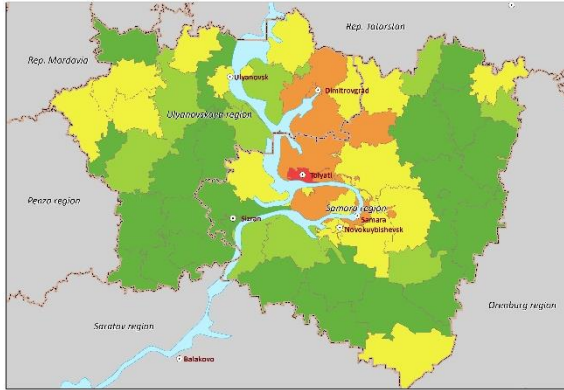 Rep. Tatarstan
Rep. Mordavia
Ulyanovsk
Dimitrovgrad
Ulyanovskaya region
Tolyati
Penza region
Samara region
Sizran
Samara
Novokuybishevsk
Orenburg region
Saratov region
Balakovo